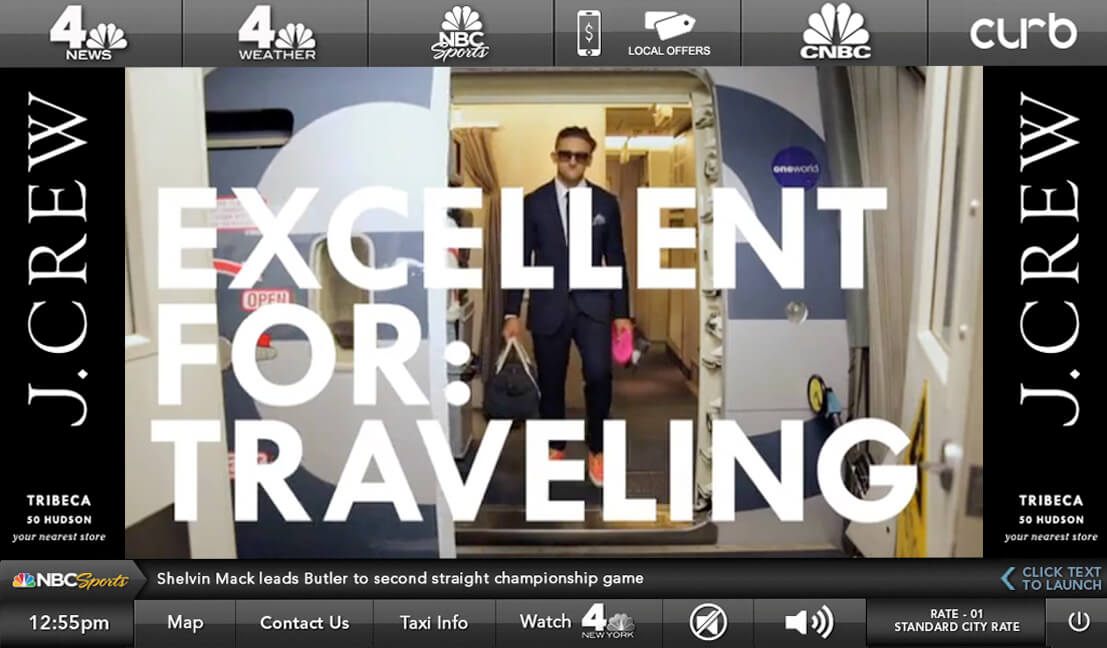 4
NEWS
4
WEATHER
NBC
Sports
$
LOCAL OFFERS
CNBC
curb
J.CREW
TRIBECA
50 HUDSON
your nearest store
EXCELLENT
FOR:
TRAVELING
oneworld
OPEN
J.CREW
TRIBECA
50 HUDSON
your nearest store
NBC Sports
Shelvin Mack leads Butler to second straight championship game
CLICK TEXT
TO LAUNCH
12:55pm
Map
Contact Us
Taxi Info
Watch
4
NEW YORK
RATE - 01
STANDARD CITY RATE